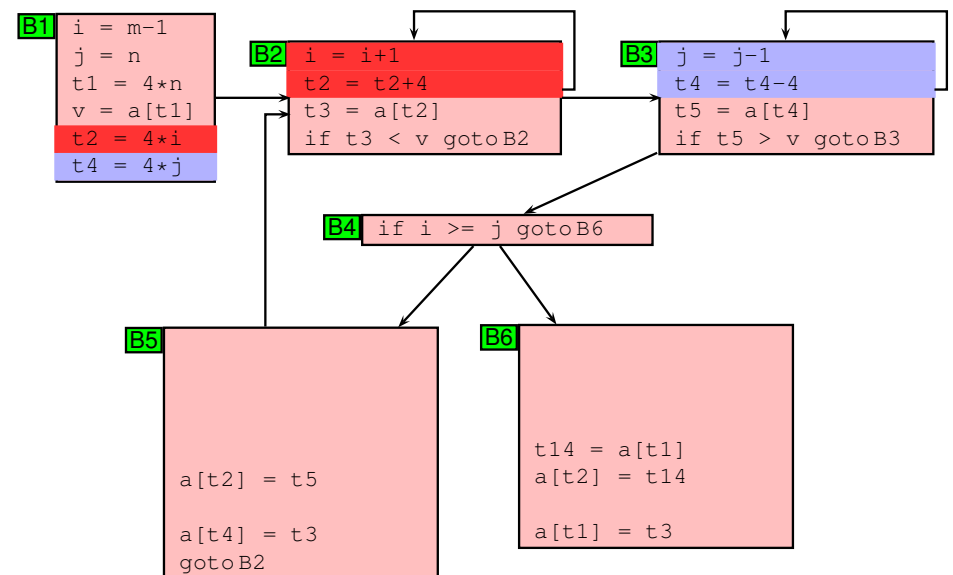 B1
i = m-1
j = n
t1 = 4*n
v = a[t1]
t2 = 4*i
t4 = 4*j
B2
i = i+1
t2 = t2+4
t3 = a[t2]
if t3 < v goto B2
B3
j = j-1
t4 = t4-4
t5 = a[t4]
if t5 > v goto B3
B4
if i >= j goto B6
B5
a[t2] = t5
a[t4] = t3
goto B2
B6
t14 = a[t1]
a[t2] = t14
a[t1] = t3